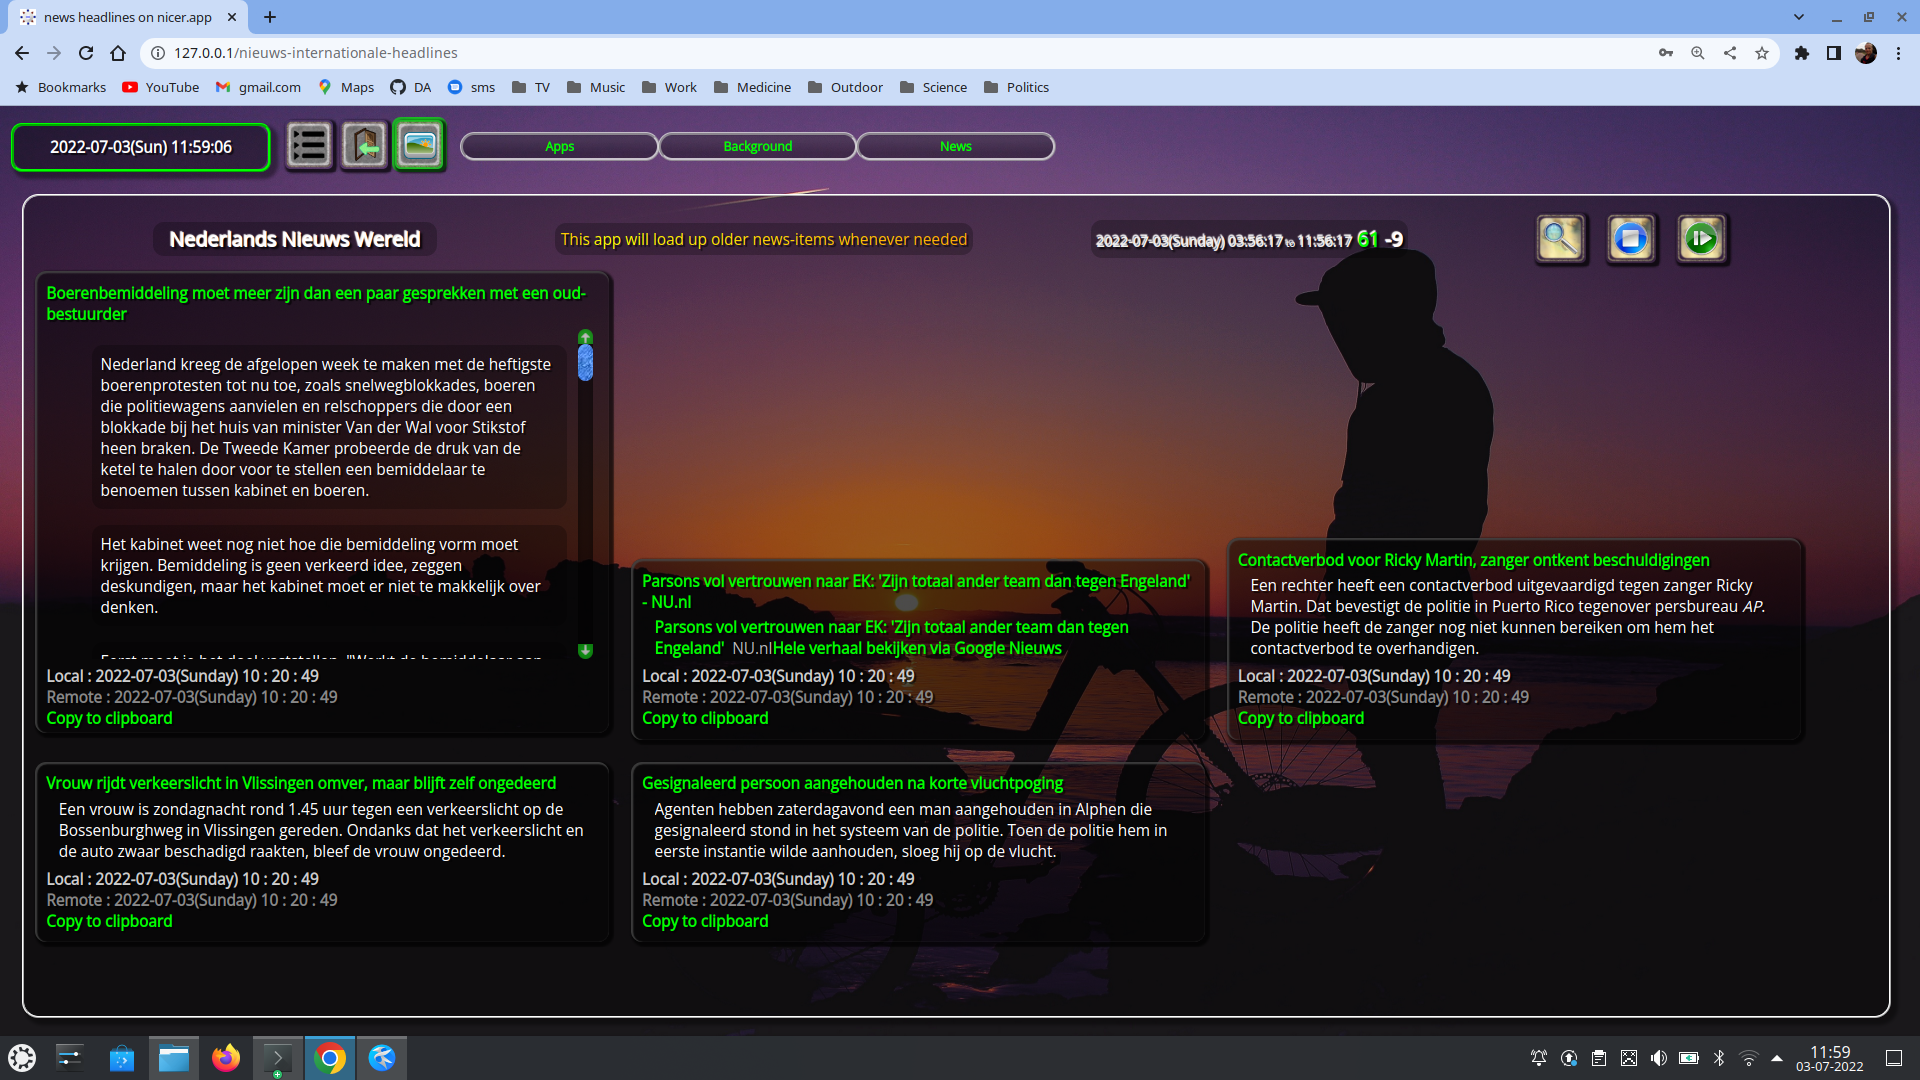 news headlines on nicer.app
127.0.0.1/nieuws-internationale-headlines
Bookmarks YouTube gmail.com Maps DA sms TV Music Work Medicine Outdoor Science Politics
2022-07-03(Sun) 11:59:06
Apps Background News
Nederlands Nieuws Wereld
This app will load up older news-items whenever needed
2022-07-03(Sunday) 03:56:17 to 11:56:17 61 -9
Boerenbemiddeling moet meer zijn dan een paar gesprekken met een oud-
bestuurder
Nederland kreeg de afgelopen week te maken met de heftigste
boerenprotesten tot nu toe, zoals snelwegblokkades, boeren
die politiewagens aanvielen en relschoppers die door een
blokkade bij het huis van minister Van der Wal voor Stikstof
heen braken. De Tweede Kamer probeerde de druk van de
ketel te halen door voor te stellen een bemiddelaar te
benoemen tussen kabinet en boeren.
Het kabinet weet nog niet hoe die bemiddeling vorm moet
krijgen. Bemiddeling is geen verkeerd idee, zeggen
deskundigen, maar het kabinet moet er niet te makkelijk over
denken.
Local : 2022-07-03(Sunday) 10 : 20 : 49
Remote : 2022-07-03(Sunday) 10 : 20 : 49
Copy to clipboard
Parsons vol vertrouwen naar EK: 'Zijn totaal ander team dan tegen Engeland'
- NU.nl
Parsons vol vertrouwen naar EK: 'Zijn totaal ander team dan tegen
Engeland' NU.nlHele verhaal bekijken via Google Nieuws
Local : 2022-07-03(Sunday) 10 : 20 : 49
Remote : 2022-07-03(Sunday) 10 : 20 : 49
Copy to clipboard
Contactverbod voor Ricky Martin, zanger ontkent beschuldigingen
Een rechter heeft een contactverbod uitgevaardigd tegen zanger Ricky
Martin. Dat bevestigt de politie in Puerto Rico tegenover persbureau AP.
De politie heeft de zanger nog niet kunnen bereiken om hem het
contactverbod te overhandigen.
Local : 2022-07-03(Sunday) 10 : 20 : 49
Remote : 2022-07-03(Sunday) 10 : 20 : 49
Copy to clipboard
Vrouw rijdt verkeerslicht in Vlissingen omver, maar blijft zelf ongedeerd
Een vrouw is zondagnacht rond 1.45 uur tegen een verkeerslicht op de
Bossenburghweg in Vlissingen gereden. Ondanks dat het verkeerslicht en
de auto zwaar beschadigd raakten, bleef de vrouw ongedeerd.
Local : 2022-07-03(Sunday) 10 : 20 : 49
Remote : 2022-07-03(Sunday) 10 : 20 : 49
Copy to clipboard
Gesignaleerd persoon aangehouden na korte vluchtpoging
Agenten hebben zaterdagavond een man aangehouden in Alphen die
gesignaleerd stond in het systeem van de politie. Toen de politie hem in
eerste instantie wilde aanhouden, sloeg hij op de vlucht.
Local : 2022-07-03(Sunday) 10 : 20 : 49
Remote : 2022-07-03(Sunday) 10 : 20 : 49
Copy to clipboard
11:59
03-07-2022